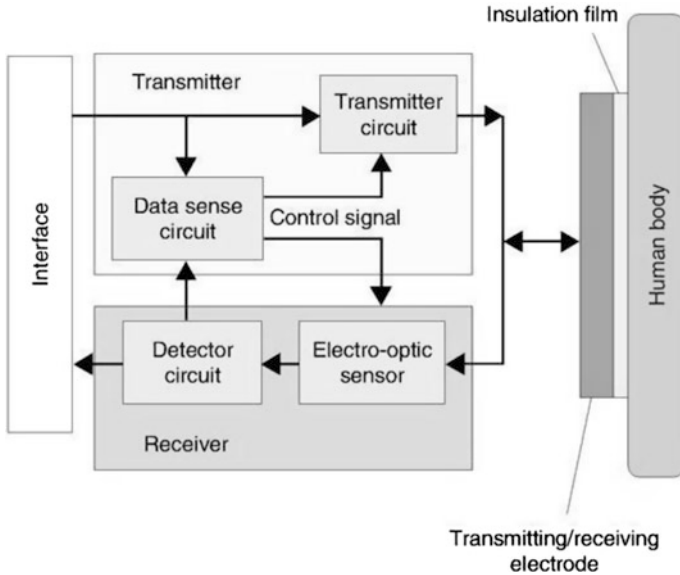 Insulation film
Transmitter
Transmitter
circuit
Data sense
circuit
Control signal
Interface
Human body
Detector
circuit
Electro-optic
sensor
Receiver
Transmitting/receiving
electrode